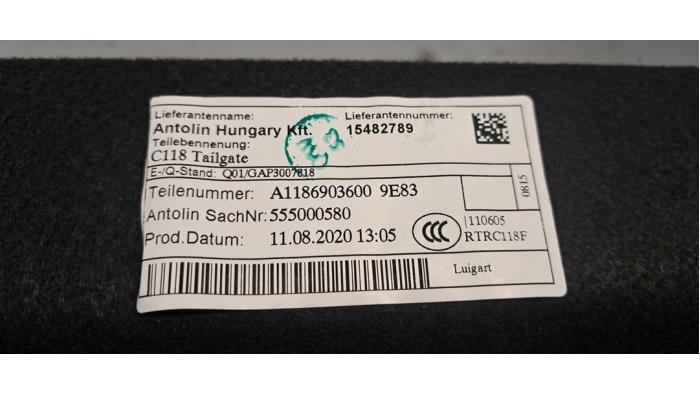 Lieferantenname: Lieferantennummer:
Antolin Hungary Kft. 15482789
Teilebennenung:
C118 Tailgate
E-/Q-Stand: Q01/GAP3007818
Teilenummer: A1186903600 9E83
0815
Antolin SachNr: 555000580
CCC
110605
RTRC118F
Prod.Datum: 11.08.2020 13:05
Luigart